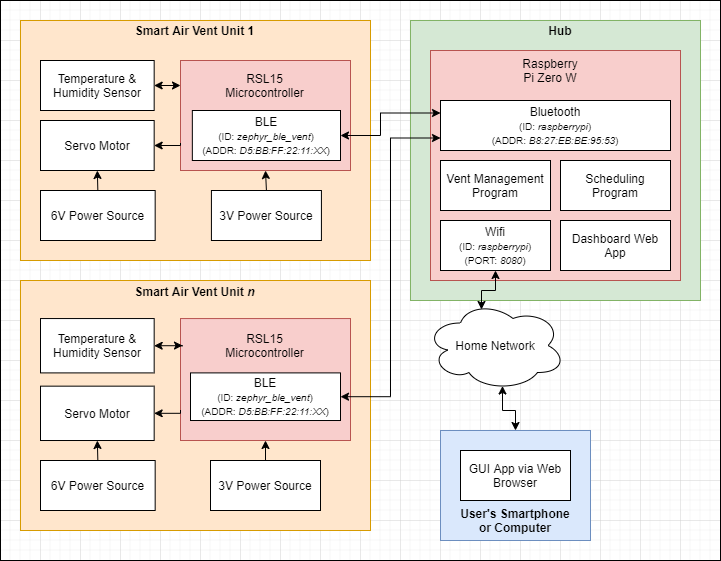 Smart Air Vent Unit 1
Temperature &
Humidity Sensor
RSL15
Microcontroller
BLE
(ID: zephyr_ble_vent)
(ADDR: D5:BB:FF:22:11:XX)
Servo Motor
6V Power Source
3V Power Source
Hub
Raspberry
Pi Zero W
Bluetooth
(ID: raspberrypi)
(ADDR: B8:27:EB:BE:95:53)
Vent Management
Program
Scheduling
Program
Wifi
(ID: raspberrypi)
(PORT: 8080)
Dashboard Web
App
Smart Air Vent Unit n
Temperature &
Humidity Sensor
RSL15
Microcontroller
BLE
(ID: zephyr_ble_vent)
(ADDR: D5:BB:FF:22:11:XX)
Servo Motor
6V Power Source
3V Power Source
Home Network
GUI App via Web
Browser
User's Smartphone
or Computer